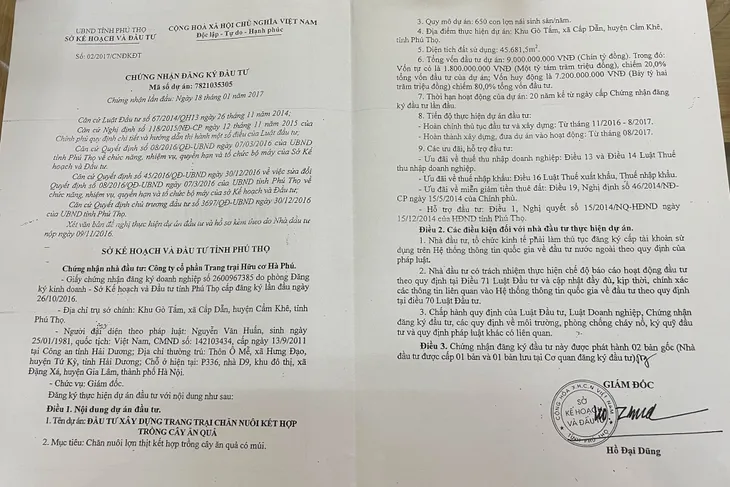 UBND TỈNH PHÚ THỌ
SỞ KẾ HOẠCH VÀ ĐẦU TƯ
CỘNG HOÀ XÃ HỘI CHỦ NGHĨA VIỆT NAM
Độc lập - Tự do - Hạnh phúc
Số: 02/2017/CNĐKĐT
CHỨNG NHẬN ĐĂNG KÝ ĐẦU TƯ
Mã số dự án: 7821035305
Chứng nhận lần đầu: Ngày 18 tháng 01 năm 2017
Căn cứ Luật Đầu tư số 67/2014/QH13 ngày 26 tháng 11 năm 2014;
Căn cứ Nghị định số 118/2015/NĐ-CP ngày 12 tháng 11 năm 2015 của
Chính phủ quy định chi tiết và hướng dẫn thi hành một số điều của Luật đầu tư;
Căn cứ Quyết định số 08/2016/QĐ-UBND ngày 07/03/2016 của UBND
tỉnh Phú Thọ về chức năng, nhiệm vụ, quyền hạn và tổ chức bộ máy của Sở Kế
hoạch và Đầu tư;
Căn cứ Quyết định số 45/2016/QĐ-UBND ngày 30/12/2016 về việc sửa đổi
Quyết định số 08/2016/QĐ-UBND ngày 07/3/2016 của UBND tỉnh Phú Thọ về
chức năng, nhiệm vụ, quyền hạn và tổ chức bộ máy của Sở Kế hoạch và Đầu tư;
Căn cứ Quyết định chủ trương đầu tư số 3697/QĐ-UBND ngày 30/12/2016
của UBND tỉnh Phú Thọ.
Xét văn bản đề nghị thực hiện dự án đầu tư và hồ sơ kèm theo do Nhà đầu tư
nộp ngày 09/11/2016.
SỞ KẾ HOẠCH VÀ ĐẦU TƯ TỈNH PHÚ THỌ
Chứng nhận nhà đầu tư: Công ty cổ phần Trang trại Hữu cơ Hà Phú.
- Giấy chứng nhận đăng ký doanh nghiệp số 2600967385 do phòng Đăng
ký kinh doanh - Sở Kế hoạch và Đầu tư tỉnh Phú Thọ cấp đăng ký lần đầu ngày
26/10/2016.
- Địa chỉ trụ sở chính: Khu Gò Tâm, xã Cấp Dẫn, huyện Cẩm Khê, tỉnh
Phú Thọ.
- Người đại diện theo pháp luật: Nguyễn Văn Huấn, sinh ngày
25/01/1981, quốc tịch: Việt Nam, CMND số: 142103434, cấp ngày 13/9/2011
tại Công an tỉnh Hải Dương; Địa chỉ thường trú: Thôn Ô Mễ, xã Hưng Đạo,
huyện Tứ Kỳ, tỉnh Hải Dương; Chỗ ở hiện tại: P336, nhà D9, khu đô thị, xã
Đặng Xá, huyện Gia Lâm, thành phố Hà Nội.
- Chức vụ: Giám đốc.
Đăng ký thực hiện dự án đầu tư với nội dung như sau:
Điều 1. Nội dung dự án đầu tư.
1. Tên dự án: ĐẦU TƯ XÂY DỰNG TRANG TRẠI CHĂN NUÔI KẾT HỢP
TRỒNG CÂY ĂN QUẢ
2. Mục tiêu: Chăn nuôi lợn thịt kết hợp trồng cây ăn quả có múi.
3. Quy mô dự án: 650 con lợn nái sinh sản/năm.
4. Địa điểm thực hiện dự án: Khu Gò Tâm, xã Cấp Dẫn, huyện Cẩm Khê,
tỉnh Phú Thọ.
5. Diện tích đất sử dụng: 45.681,5m².
6. Tổng vốn đầu tư dự án: 9.000.000.000 VNĐ (Chín tỷ đồng). Trong đó:
Vốn tự có là 1.800.000.000 VNĐ (Một tỷ tám trăm triệu đồng), chiếm 20,0%
tổng vốn đầu tư của dự án; Vốn huy động là 7.200.000.000 VNĐ (Bảy tỷ hai
trăm triệu đồng) chiếm 80,0% tổng vốn đầu tư.
7. Thời hạn hoạt động của dự án: 20 năm kể từ ngày cấp Chứng nhận đăng
ký đầu tư lần đầu.
8. Tiến độ thực hiện dự án đầu tư:
- Hoàn chỉnh thủ tục đầu tư và xây dựng: Từ tháng 11/2016 - 8/2017.
- Hoàn thành xây dựng, đưa dự án vào hoạt động: Từ tháng 08/2017.
9. Các ưu đãi, hỗ trợ đầu tư:
- Ưu đãi về thuế thu nhập doanh nghiệp: Điều 13 và Điều 14 Luật Thuế
thu nhập doanh nghiệp.
- Ưu đãi về thuế nhập khẩu: Điều 16 Luật Thuế xuất khẩu, Thuế nhập khẩu.
- Ưu đãi về miễn giảm tiền thuê đất: Điều 19, Nghị định số 46/2014/NĐ-
CP ngày 15/5/2014 của Chính phủ.
- Hỗ trợ đầu tư: Điều 1, Nghị quyết số 15/2014/NQ-HĐND ngày
15/12/2014 của HĐND tỉnh Phú Thọ.
Điều 2. Các điều kiện đối với nhà đầu tư thực hiện dự án.
1. Nhà đầu tư, tổ chức kinh tế phải làm thủ tục đăng ký cấp tài khoản sử
dụng trên Hệ thống thông tin quốc gia về đầu tư nước ngoài theo quy định của
pháp luật.
2. Nhà đầu tư có trách nhiệm thực hiện chế độ báo cáo hoạt động đầu tư
theo quy định tại Điều 71 Luật Đầu tư và cập nhật đầy đủ, kịp thời, chính xác
các thông tin liên quan vào Hệ thống thông tin quốc gia về đầu tư theo quy định
tại điều 70 Luật Đầu tư.
3. Chấp hành quy định của Luật Đầu tư, Luật Doanh nghiệp, Chứng nhận
đăng ký đầu tư, các quy định về môi trường, phòng chống cháy nổ, ký quỹ đầu
tư và quy định pháp luật khác có liên quan.
Điều 3. Chứng nhận đăng ký đầu tư này được phát hành 02 bản gốc (Nhà
đầu tư được cấp 01 bản và 01 bản lưu tại Cơ quan đăng ký đầu tư)
GIÁM ĐỐC
SỞ
KẾ HOẠCH
VÀ ĐẦU TƯ
Hồ Đại Dũng